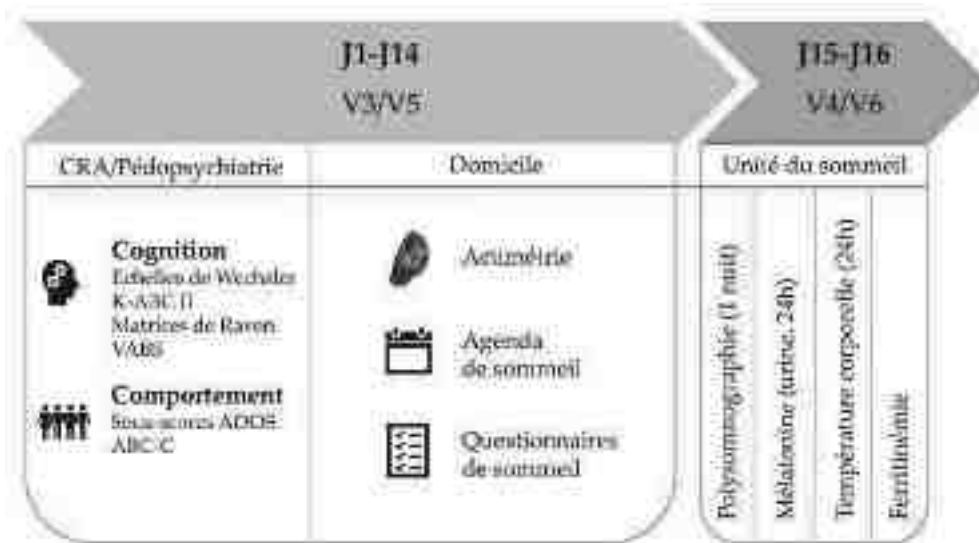 J1-J14
V3/V5
J15-J16
V4/V6
CRA/Pédopsychiatrie
Domicile
Unité du sommeil
Cognition
Echelles de Wechsler
K-ABC II
Matrices de Raven
VABS
Comportement
Sous-scores ADOS
ABC-C
Actimétrie
Agenda
de sommeil
Questionnaires
de sommeil
Polysomnographie (1 nuit)
Mélatonine (urine, 24h)
Température corporelle (24h)
Ferritinémie